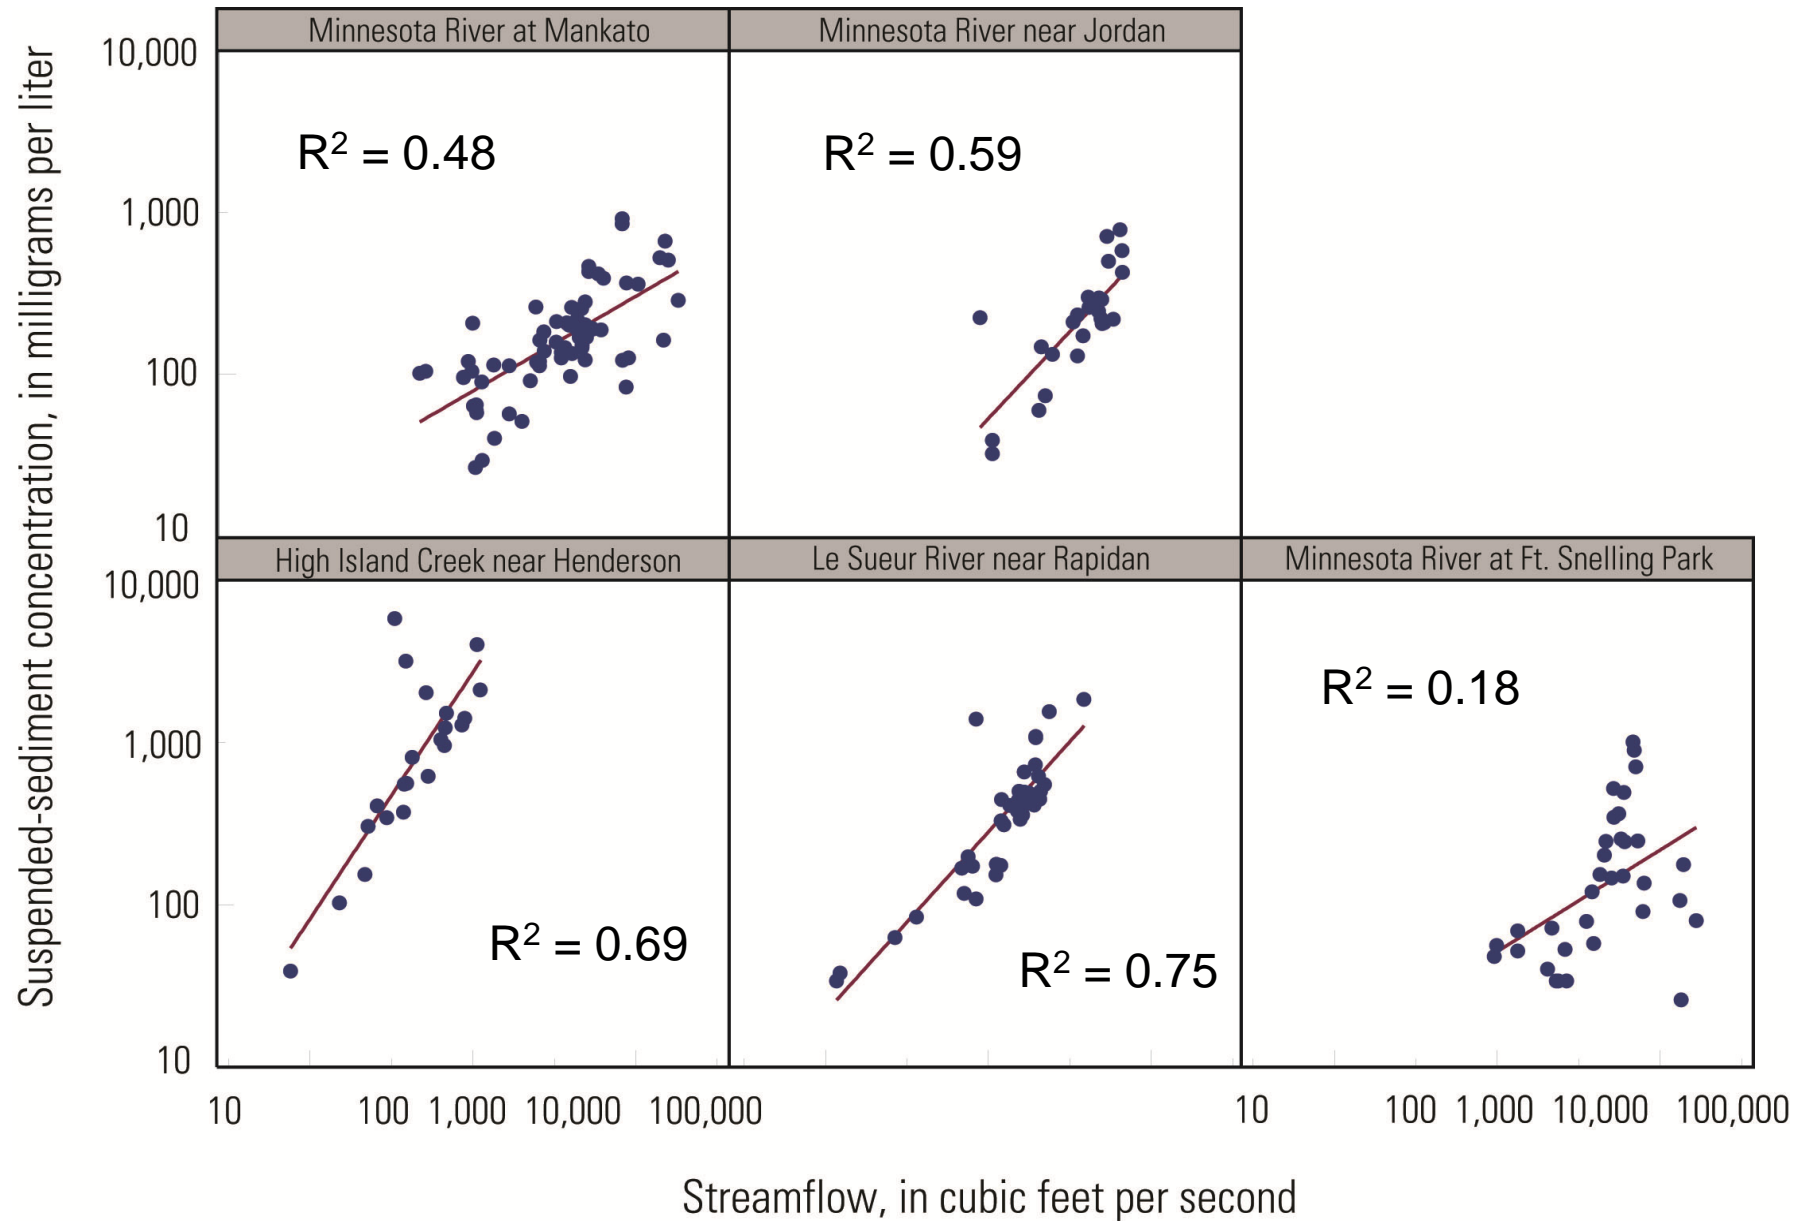 Suspended-sediment concentration, in milligrams per liter
Minnesota River at Mankato
Minnesota River near Jordan
10,000
1,000
100
10
R² = 0.48
R² = 0.59
High Island Creek near Henderson
Le Sueur River near Rapidan
Minnesota River at Ft. Snelling Park
10,000
1,000
100
10
R² = 0.69
R² = 0.75
R² = 0.18
10 100 1,000 10,000 100,000
10 100 1,000 10,000 100,000
Streamflow, in cubic feet per second